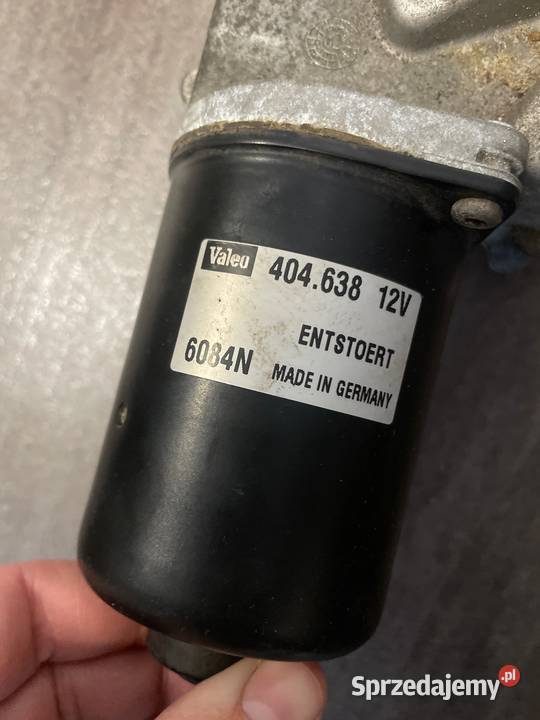 Valeo 404.638 12V
ENTSTOERT
6084N MADE IN GERMANY
Sprzedajemy.pl